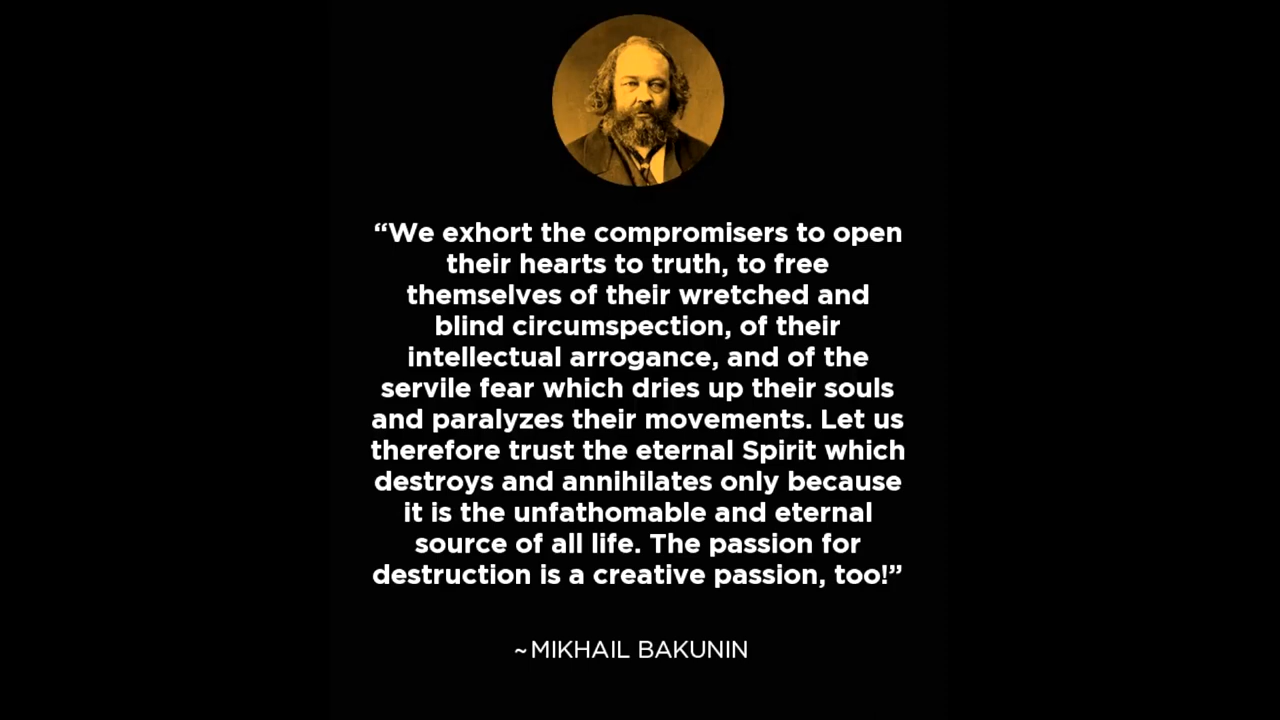 “We exhort the compromisers to open
their hearts to truth, to free
themselves of their wretched and
blind circumspection, of their
intellectual arrogance, and of the
servile fear which dries up their souls
and paralyzes their movements. Let us
therefore trust the eternal Spirit which
destroys and annihilates only because
it is the unfathomable and eternal
source of all life. The passion for
destruction is a creative passion, too!”
~MIKHAIL BAKUNIN